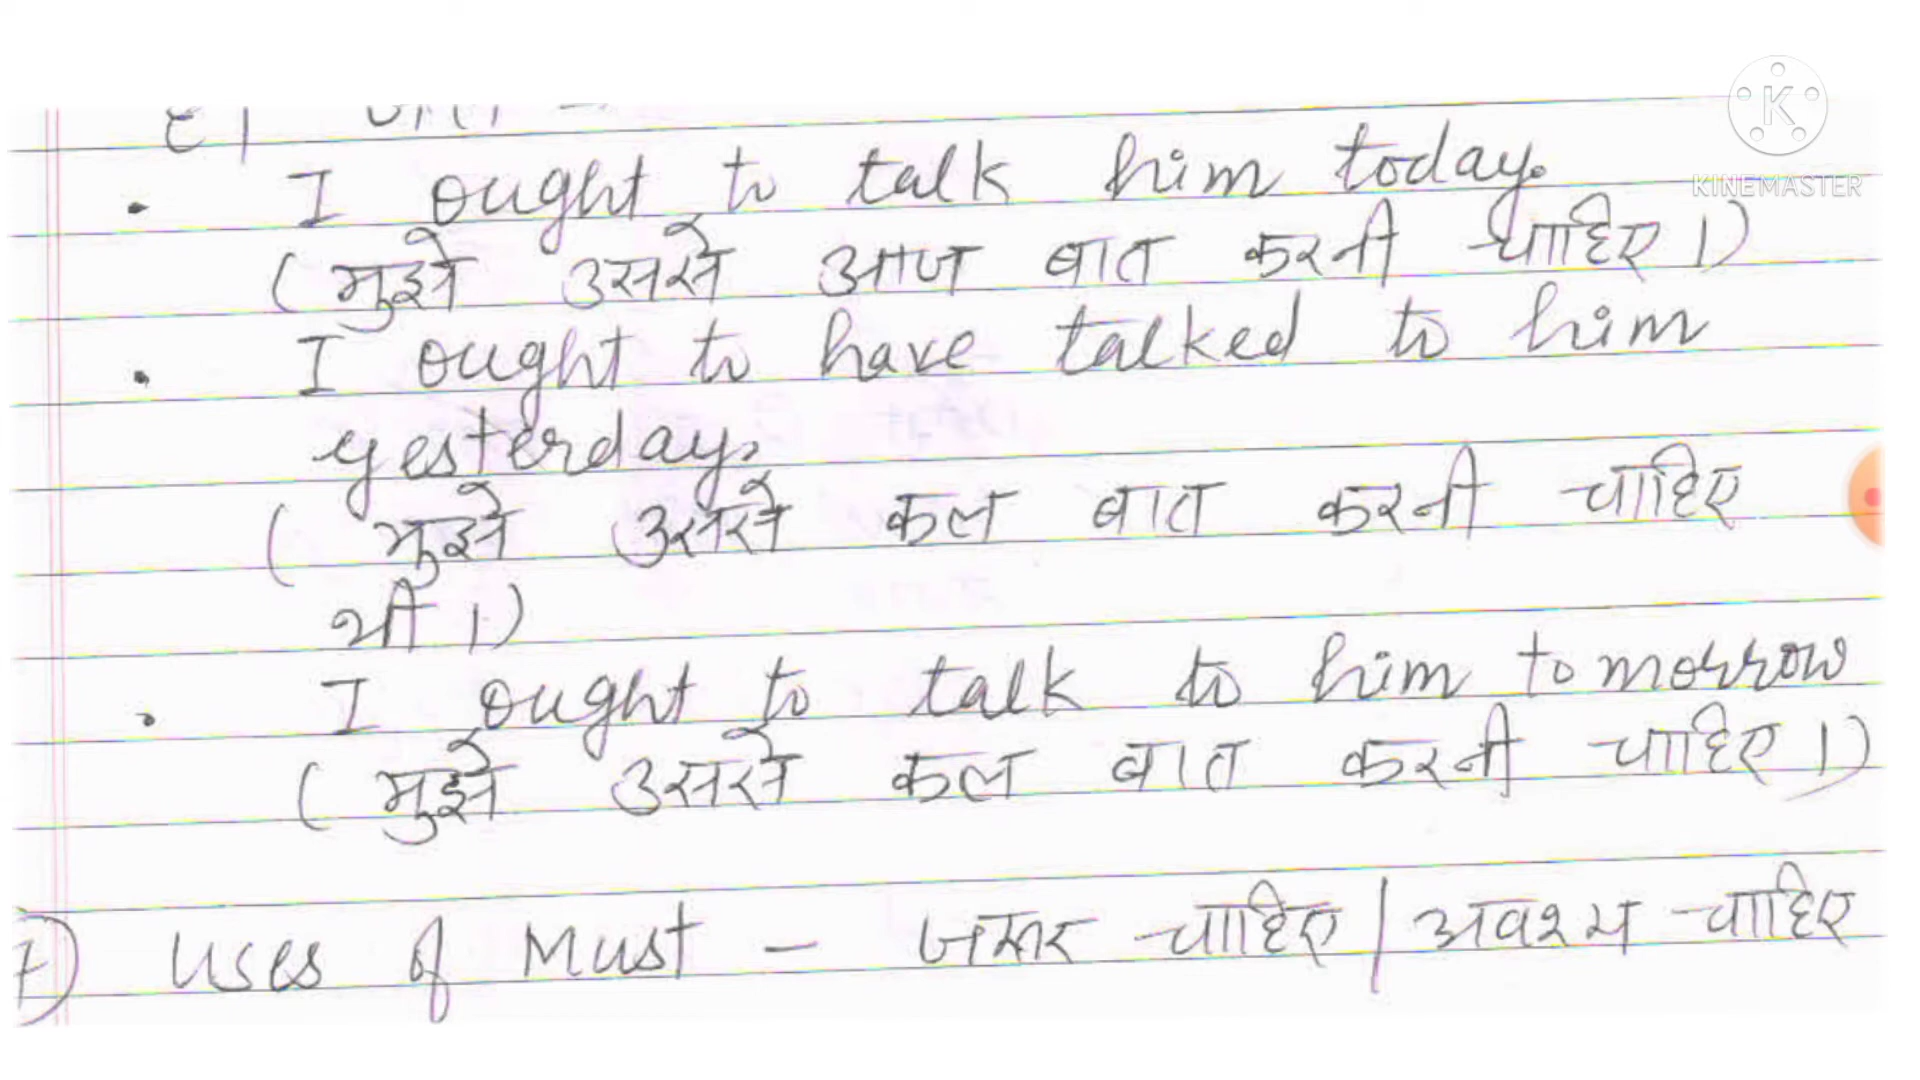 है। जैसे -
• I ought to talk him today.
(मुझे उससे आज बात करनी चाहिए।)
• I ought to have talked to him
yesterday.
(मुझे उससे कल बात करनी चाहिए
थी।)
• I ought to talk to him tomorrow
(मुझे उससे कल बात करनी चाहिए।)
7) Uses of Must - जरूर चाहिए / अवश्य चाहिए
KINEMASTER